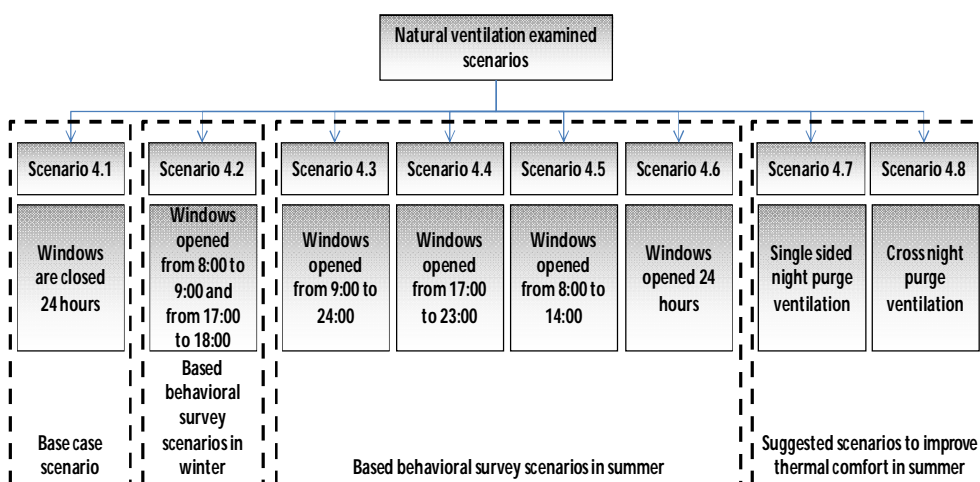 Natural ventilation examined
scenarios
Scenario 4.1
Scenario 4.2
Scenario 4.3
Scenario 4.4
Scenario 4.5
Scenario 4.6
Scenario 4.7
Scenario 4.8
Windows
are closed
24 hours
Windows
opened
from 8:00 to
9:00 and
from 17:00
to 18:00
Windows
opened
from 9:00 to
24:00
Windows
opened
from 17:00
to 23:00
Windows
opened
from 8:00 to
14:00
Windows
opened 24
hours
Single sided
night purge
ventilation
Cross night
purge
ventilation
Base case
scenario
Based
behavioral
survey
scenarios in
winter
Based behavioral survey scenarios in summer
Suggested scenarios to improve
thermal comfort in summer